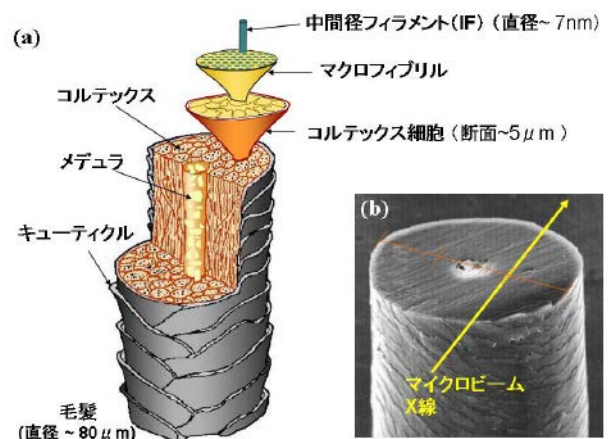 (a)
中間径フィラメント(IF) (直径~ 7nm)
マクロフィブリル
コルテックス
コルテックス細胞 (断面~5μm)
メデュラ
キューティクル
毛髪
(直径 ~ 80μm)
(b)
マイクロビーム
X線